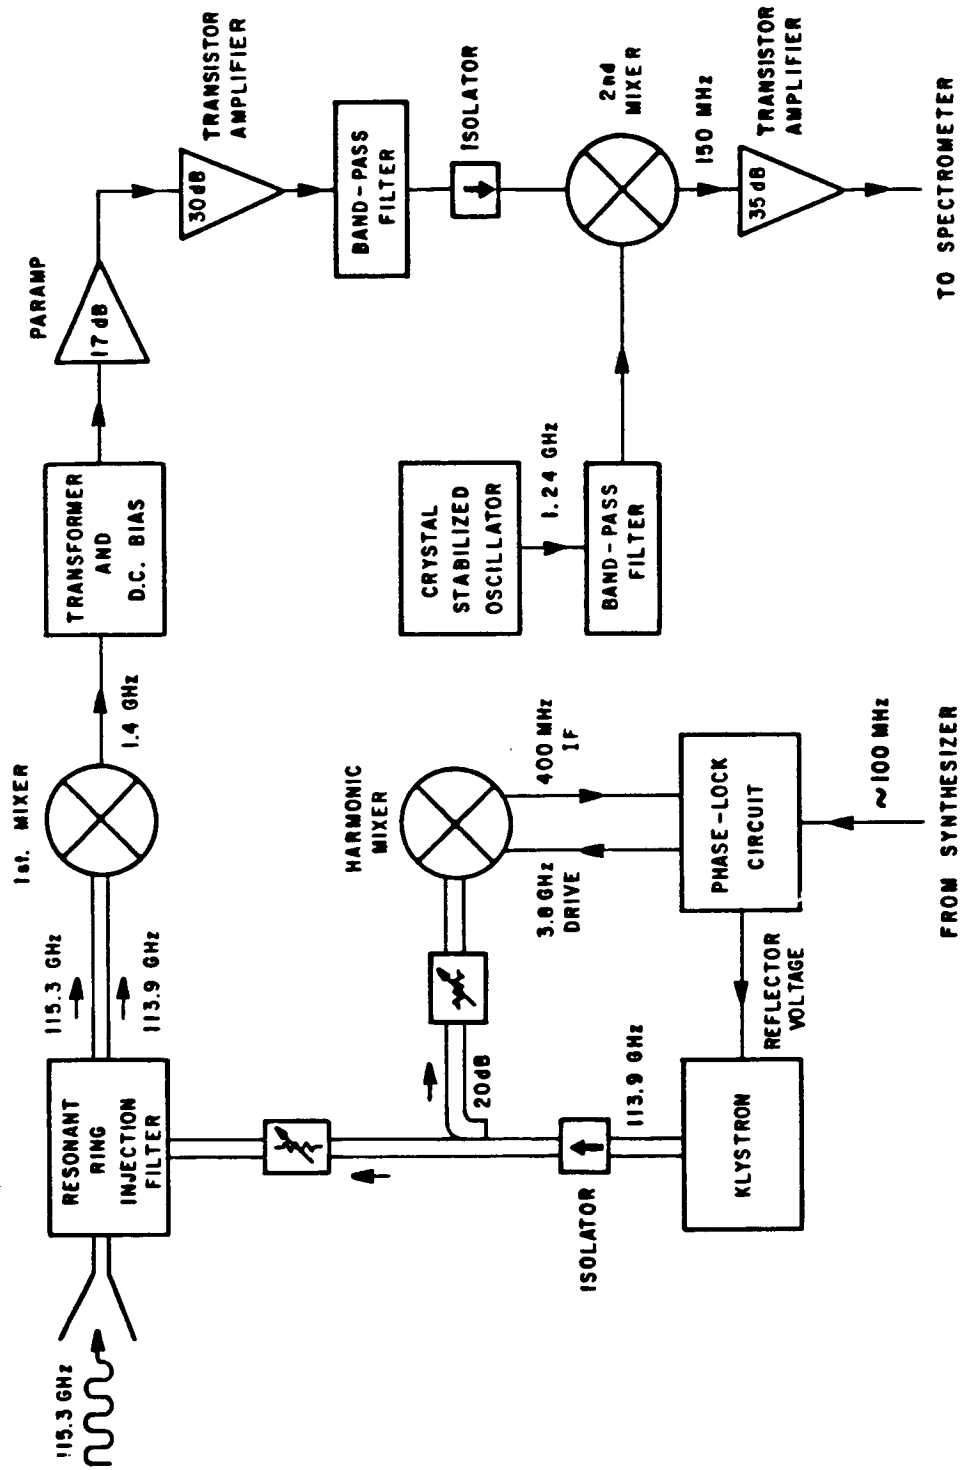 115.3 GHz
RESONANT
RING
INJECTION
FILTER
115.3 GHz
113.9 GHz
1st. MIXER
1.4 GHz
TRANSFORMER
AND
D.C. BIAS
PARAMP
17 dB
TRANSISTOR
AMPLIFIER
30dB
BAND-PASS
FILTER
ISOLATOR
2nd
MIXER
150 MHz
TRANSISTOR
AMPLIFIER
35dB
TO SPECTROMETER
CRYSTAL
STABILIZED
OSCILLATOR
1.24 GHz
BAND-PASS
FILTER
HARMONIC
MIXER
400 MHz
IF
3.8 GHz
DRIVE
20dB
ISOLATOR
113.9 GHz
KLYSTRON
REFLECTOR
VOLTAGE
PHASE-LOCK
CIRCUIT
~100 MHz
FROM SYNTHESIZER